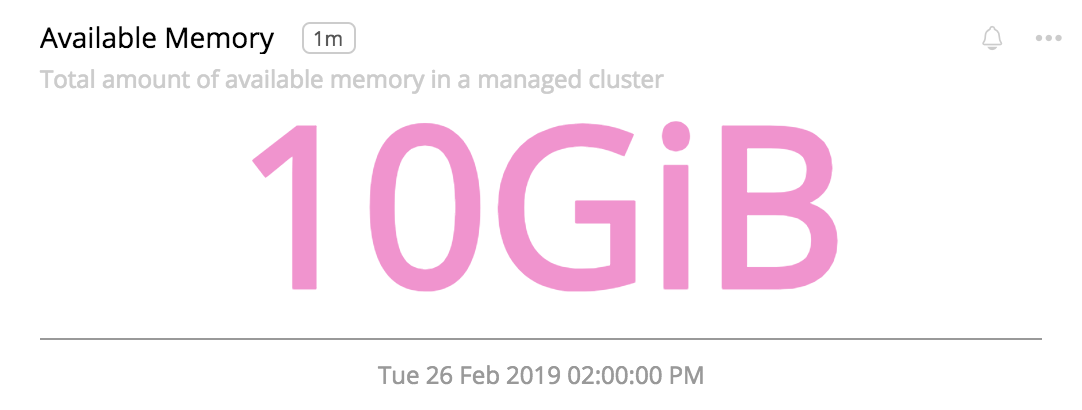 Available Memory 1m
Total amount of available memory in a managed cluster
10GiB
Tue 26 Feb 2019 02:00:00 PM